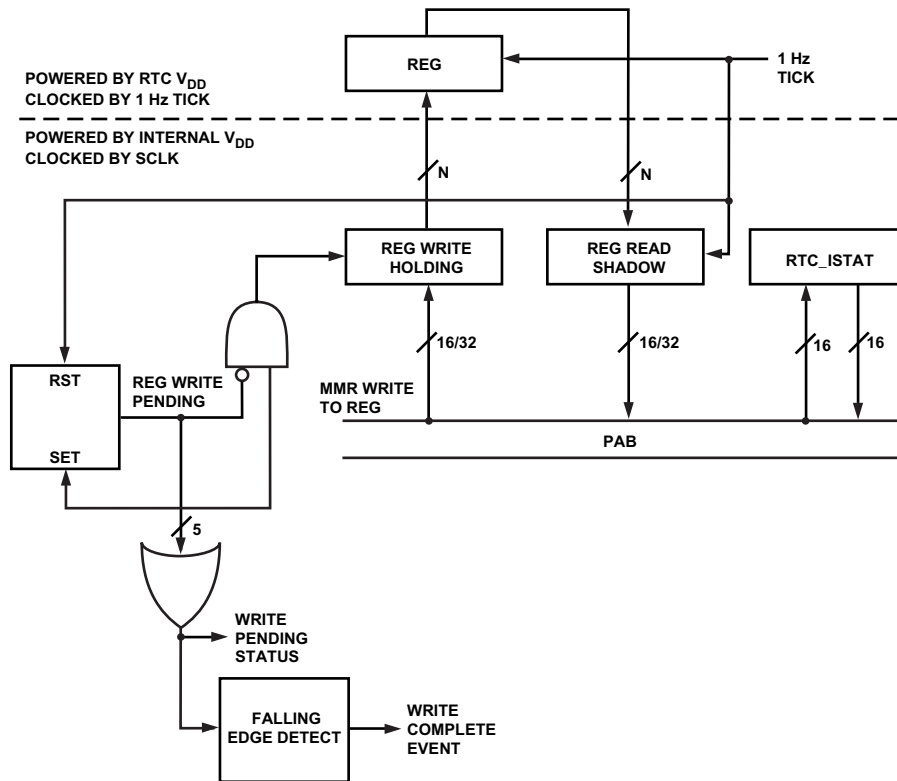 REG
1 Hz
TICK
POWERED BY RTC VDD
CLOCKED BY 1 Hz TICK
POWERED BY INTERNAL VDD
CLOCKED BY SCLK
N
N
REG WRITE
HOLDING
REG READ
SHADOW
RTC_ISTAT
16/32
16/32
16
16
RST
REG WRITE
PENDING
MMR WRITE
TO REG
SET
PAB
5
WRITE
PENDING
STATUS
FALLING
EDGE DETECT
WRITE
COMPLETE
EVENT